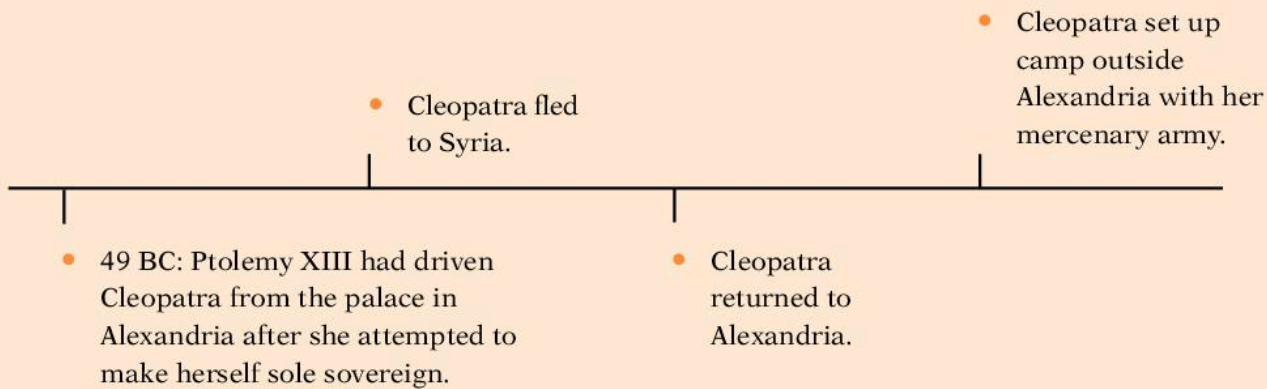 49 BC: Ptolemy XIII had driven
Cleopatra from the palace in
Alexandria after she attempted to
make herself sole sovereign.
Cleopatra fled
to Syria.
Cleopatra
returned to
Alexandria.
Cleopatra set up
camp outside
Alexandria with her
mercenary army.